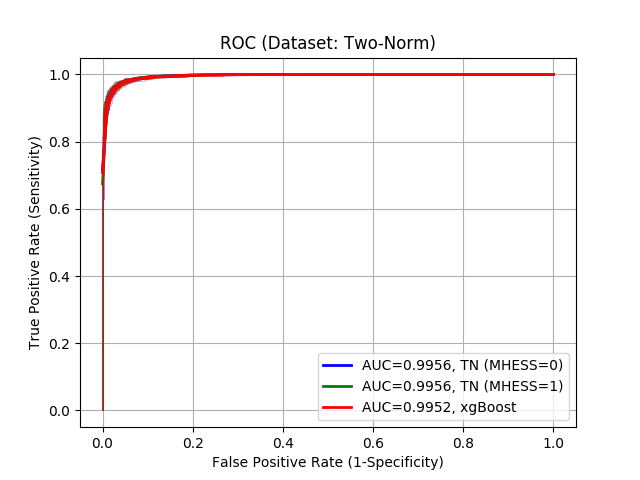 ROC (Dataset: Two-Norm)
True Positive Rate (Sensitivity)
1.0
0.8
0.6
0.4
0.2
0.0
AUC=0.9956, TN (MHESS=0)
AUC=0.9956, TN (MHESS=1)
AUC=0.9952, xgBoost
0.0 0.2 0.4 0.6 0.8 1.0
False Positive Rate (1-Specificity)